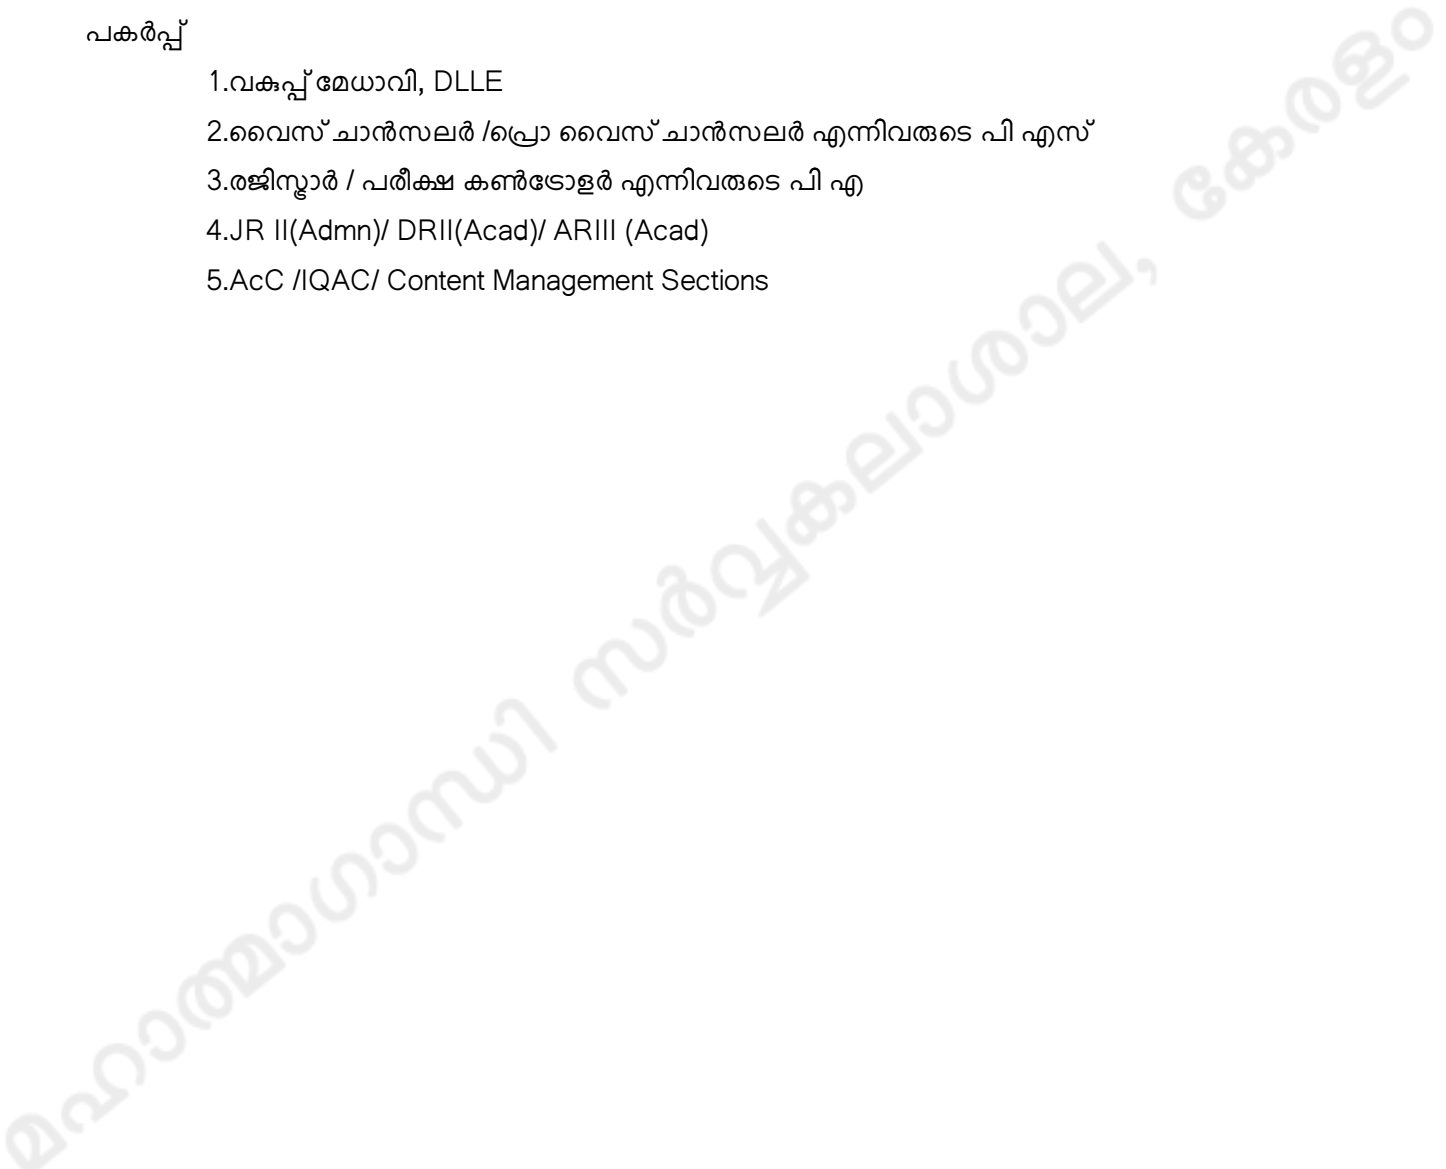 പകർപ്പ്
1.വകുപ്പ് മേധാവി, DLLE
2.വൈസ് ചാൻസലർ /പ്രൊ വൈസ് ചാൻസലർ എന്നിവരുടെ പി എസ്
3.രജിസ്ട്രാർ / പരീക്ഷ കൺട്രോളർ എന്നിവരുടെ പി എ
4.JR II(Admn)/ DRII(Acad)/ ARIII (Acad)
5.AcC /IQAC/ Content Management Sections
മഹാത്മാഗാന്ധി സർവ്വകലാശാല, കേരളം